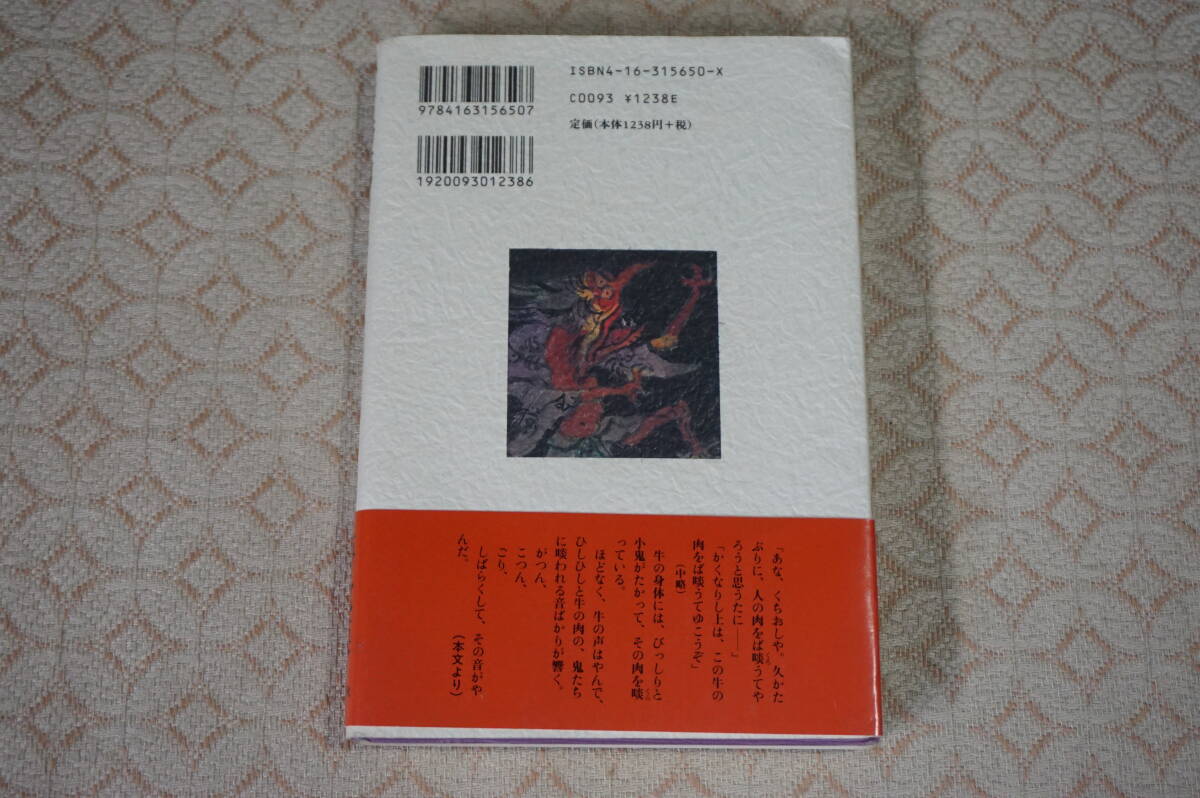 ISBN4-16-315650-X
C0093 ¥1238E
定価(本体1238円+税)
9784163156507
1920093012386
「あな、くちおしや。久かた
ぶりに、人の肉をば啖うてや
ろうと思うたに――」
「かくなりし上は、この牛の
肉をば啖うてゆこうぞ」
(中略)
牛の身体には、びっしりと
小鬼がたかって、その肉を啖
っている。
ほどなく、牛の声はやんで、
ひしひしと牛の肉の、鬼たち
に啖われる音ばかりが響く。
がつん、
こつん、
ごり、
しばらくして、その音がや
んだ。
(本文より)